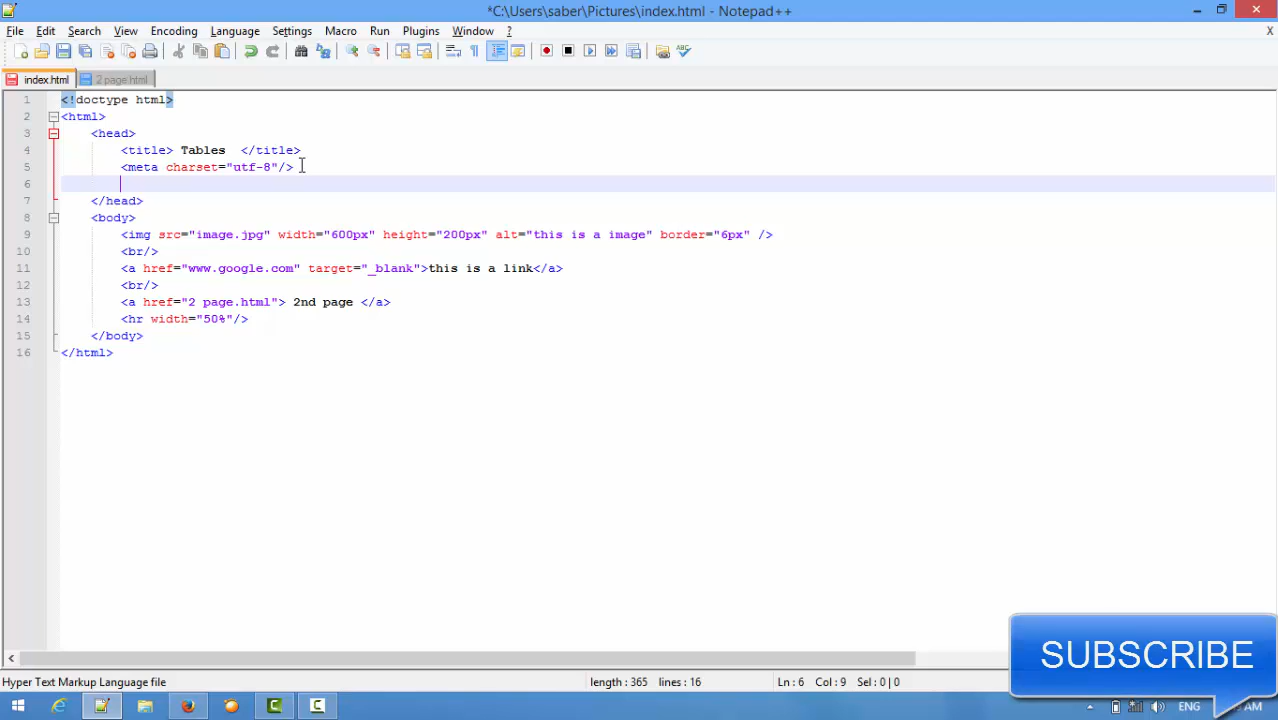 *C:\Users\saber\Pictures\index.html - Notepad++
File Edit Search View Encoding Language Settings Macro Run Plugins Window ? X
index.html 2 page.html
1 <!doctype html>
2 <html>
3 <head>
4 <title> Tables  </title>
5 <meta charset="utf-8"/>
6
7 </head>
8 <body>
9 <img src="image.jpg" width="600px" height="200px" alt="this is a image" border="6px" />
10 <br/>
11 <a href="www.google.com" target="_blank">this is a link</a>
12 <br/>
13 <a href="2 page.html"> 2nd page </a>
14 <hr width="50%"/>
15 </body>
16 </html>
SUBSCRIBE
Hyper Text Markup Language file length : 365 lines : 16 Ln : 6 Col : 9 Sel : 0 | 0
ENG AM